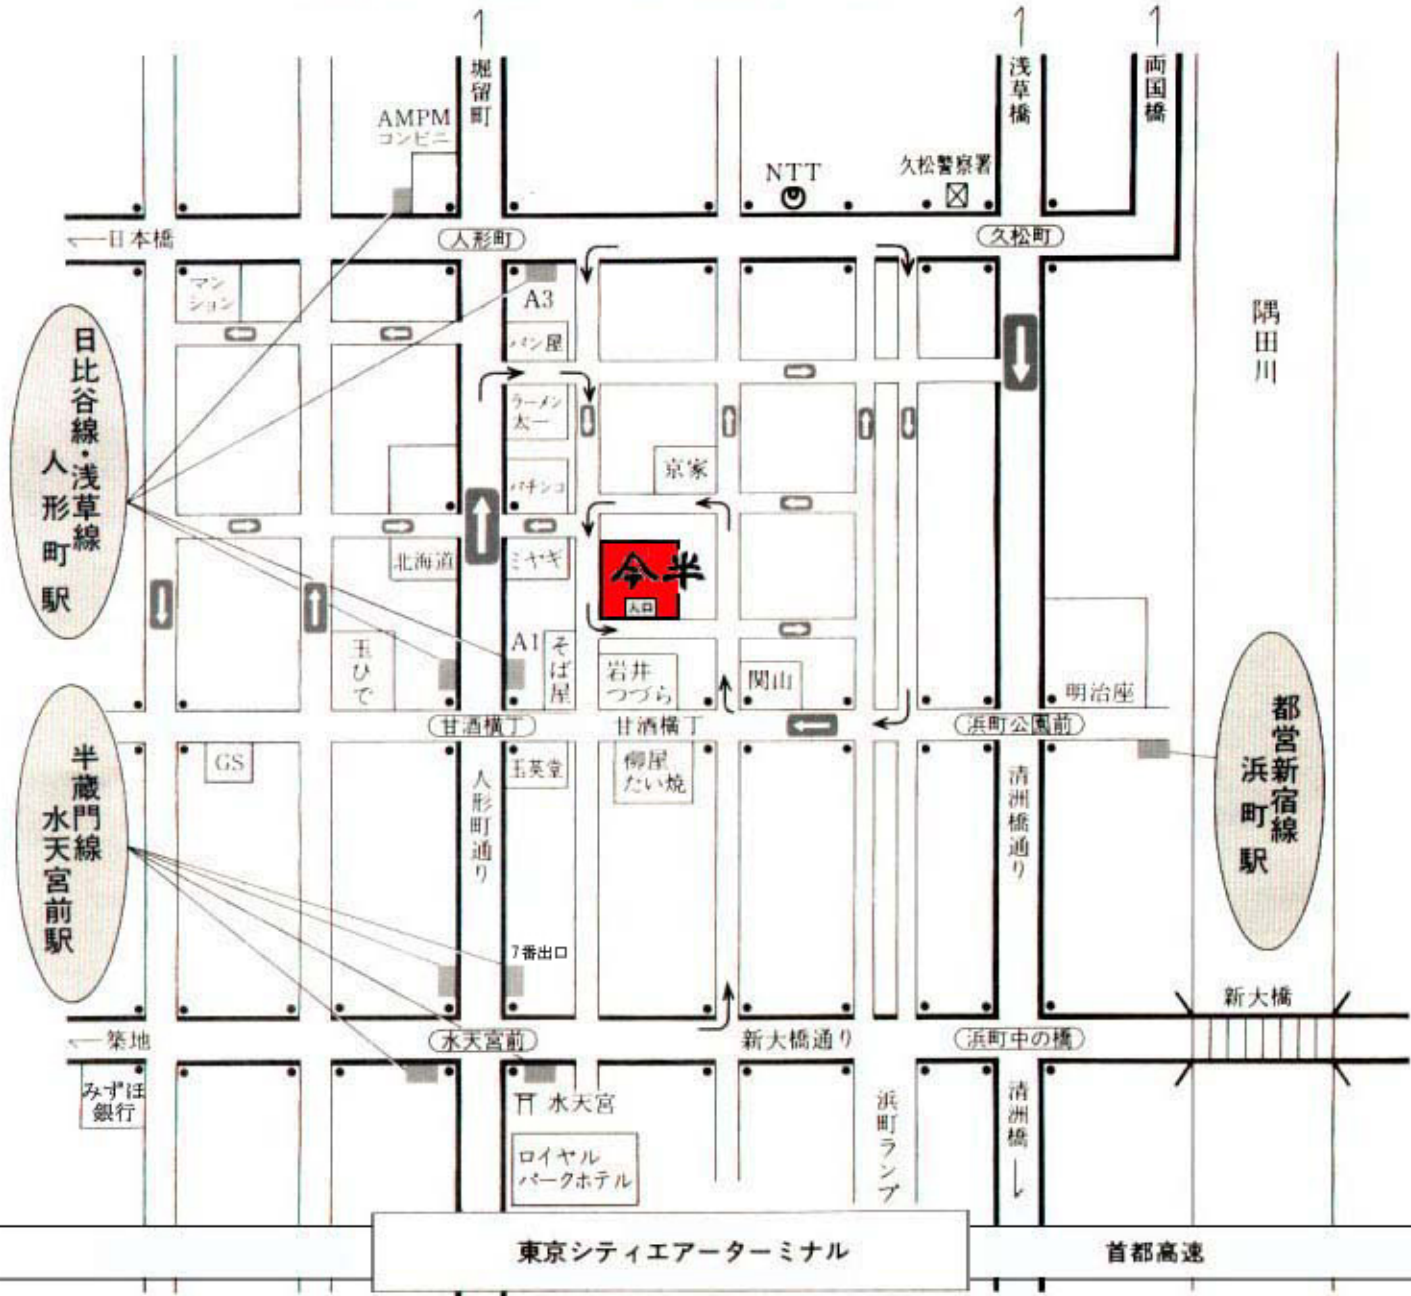 堀留町
浅草橋
両国橋
AMPM
コンビニ
NTT
久松警察署
←日本橋
人形町
久松町
マン
ション
A3
パン屋
隅田川
日比谷線・浅草線
人形町駅
ラーメン
太一
京家
パチンコ
北海道
ミヤギ
今半
入口
玉ひで
A1
そば屋
岩井
つづら
関山
明治座
甘酒横丁
甘酒横丁
浜町公園前
都営新宿線
浜町駅
半蔵門線
水天宮前駅
GS
人形町通り
玉英堂
柳屋
たい焼
清洲橋通り
7番出口
新大橋
←築地
水天宮前
新大橋通り
浜町中の橋
みずほ
銀行
水天宮
浜町ランプ
清洲橋
ロイヤル
パークホテル
東京シティエアーターミナル
首都高速